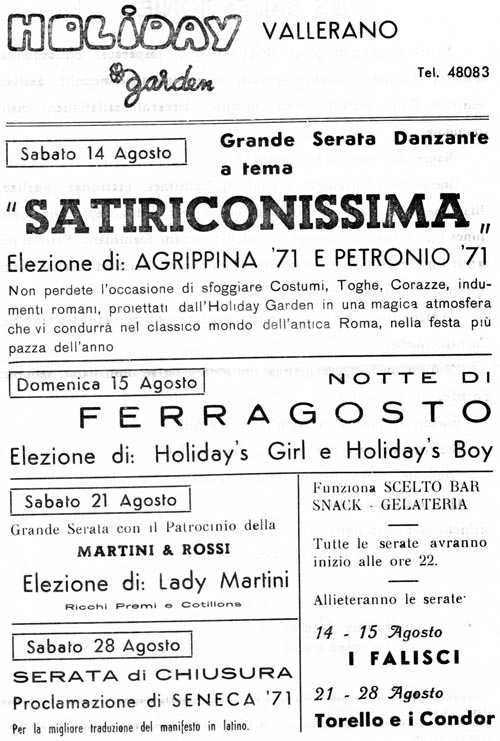 HOLIDAY VALLERANO
garden
Tel. 48083
Sabato 14 Agosto
Grande Serata Danzante
a tema
"SATIRICONISSIMA„
Elezione di: AGRIPPINA '71 E PETRONIO '71
Non perdete l'occasione di sfoggiare Costumi, Toghe, Corazze, indu-
menti romani, proiettati dall'Holiday Garden in una magica atmosfera
che vi condurrà nel classico mondo dell'antica Roma, nella festa più
pazza dell'anno
Domenica 15 Agosto
NOTTE DI
FERRAGOSTO
Elezione di: Holiday's Girl e Holiday's Boy
Sabato 21 Agosto
Grande Serata con il Patrocinio della
MARTINI & ROSSI
Elezione di: Lady Martini
Ricchi Premi e Cotillons
Sabato 28 Agosto
SERATA di CHIUSURA
Proclamazione di SENECA '71
Per la migliore traduzione del manifesto in latino.
Funziona SCELTO BAR
SNACK - GELATERIA
Tutte le serate avranno
inizio alle ore 22.
Allieteranno le serate·
14 - 15 Agosto
I FALISCI
21 - 28 Agosto
Torello e i Condor